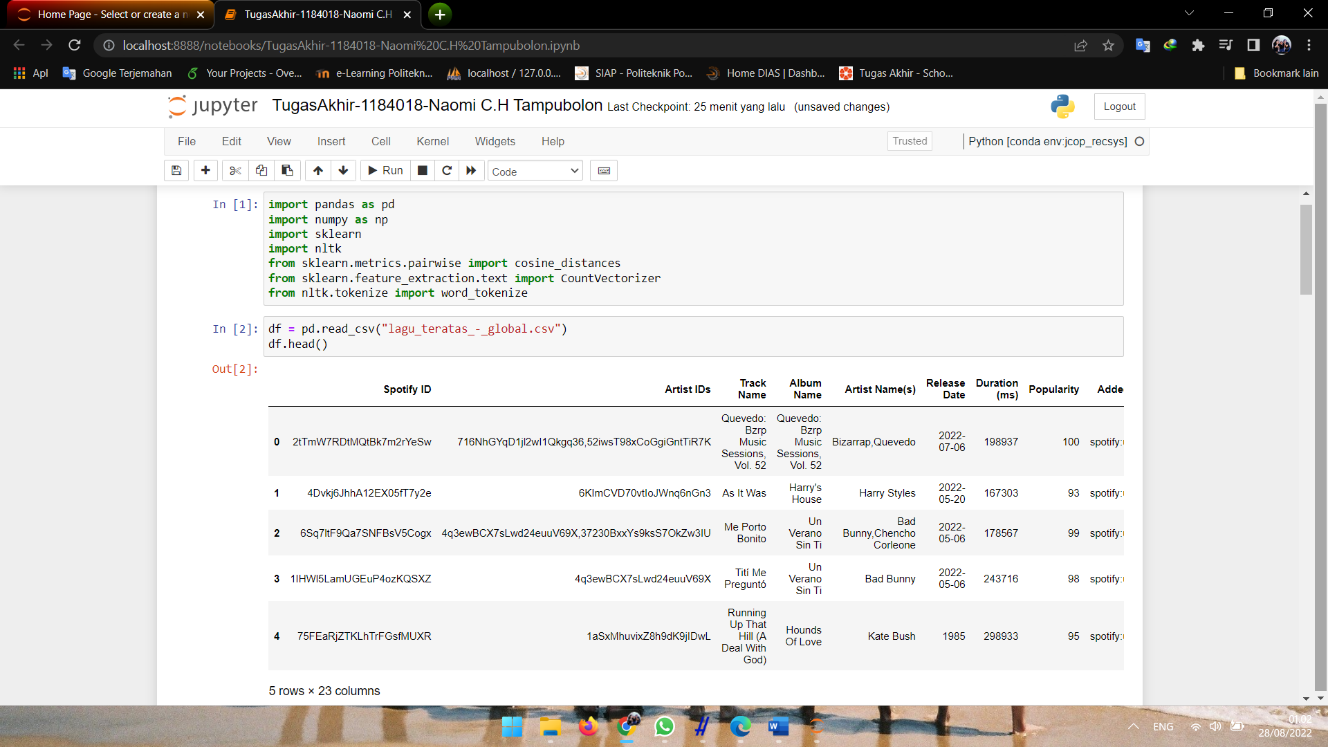 Home Page - Select or create a n
TugasAkhir-1184018-Naomi C.H
localhost:8888/notebooks/TugasAkhir-1184018-Naomi%20C.H%20Tampubolon.ipynb
Apl
Google Terjemahan
Your Projects - Ove...
e-Learning Politekn...
localhost / 127.0.0....
SIAP - Politeknik Po...
Home DIAS | Dashb...
Tugas Akhir - Scho...
Bookmark lain
jupyter TugasAkhir-1184018-Naomi C.H Tampubolon Last Checkpoint: 25 menit yang lalu (unsaved changes)
Logout
File Edit View Insert Cell Kernel Widgets Help
Trusted
Python [conda env:jcop_recsys]
Run
Code
In [1]: import pandas as pd
import numpy as np
import sklearn
import nltk
from sklearn.metrics.pairwise import cosine_distances
from sklearn.feature_extraction.text import CountVectorizer
from nltk.tokenize import word_tokenize
In [2]: df = pd.read_csv("lagu_teratas_-_global.csv")
df.head()
Out[2]:
Spotify ID Artist IDs Track Name Album Name Artist Name(s) Release Date Duration (ms) Popularity Adde
0 2tTmW7RDtMQtBk7m2rYeSw 716NhGYqD1jl2wI1Qkgq36,52iwsT98xCoGgiGntTiR7K Quevedo: Bzrp Music Sessions, Vol. 52 Quevedo: Bzrp Music Sessions, Vol. 52 Bizarrap,Quevedo 2022-07-06 198937 100 spotify:
1 4Dvkj6JhhA12EX05fT7y2e 6KImCVD70vtIoJWnq6nGn3 As It Was Harry's House Harry Styles 2022-05-20 167303 93 spotify:
2 6Sq7ltF9Qa7SNFBsV5Cogx 4q3ewBCX7sLwd24euuV69X,37230BxxYs9ksS7OkZw3IU Me Porto Bonito Un Verano Sin Ti Bad Bunny,Chencho Corleone 2022-05-06 178567 99 spotify:
3 1IHWl5LamUGEuP4ozKQSXZ 4q3ewBCX7sLwd24euuV69X Tití Me Preguntó Un Verano Sin Ti Bad Bunny 2022-05-06 243716 98 spotify:
4 75FEaRjZTKLhTrFGsfMUXR 1aSxMhuvixZ8h9dK9jIDwL Running Up That Hill (A Deal With God) Hounds Of Love Kate Bush 1985 298933 95 spotify:
5 rows × 23 columns
ENG
01:02
28/08/2022